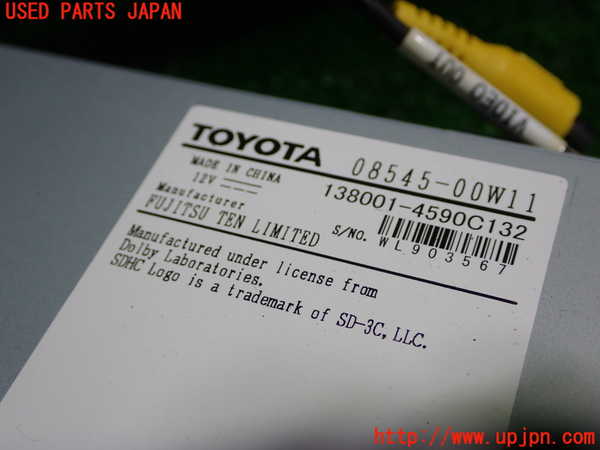 USED PARTS JAPAN
VIDEO OUT
TOYOTA 08545-00W11
MADE IN CHINA
12V
138001-4590C132
Manufacturer
FUJITSU TEN LIMITED
S/NO. WL903567
Manufactured under license from
Dolby Laboratories.
SDHC Logo is a trademark of SD-3C, LLC.
http://www.upjpn.com/